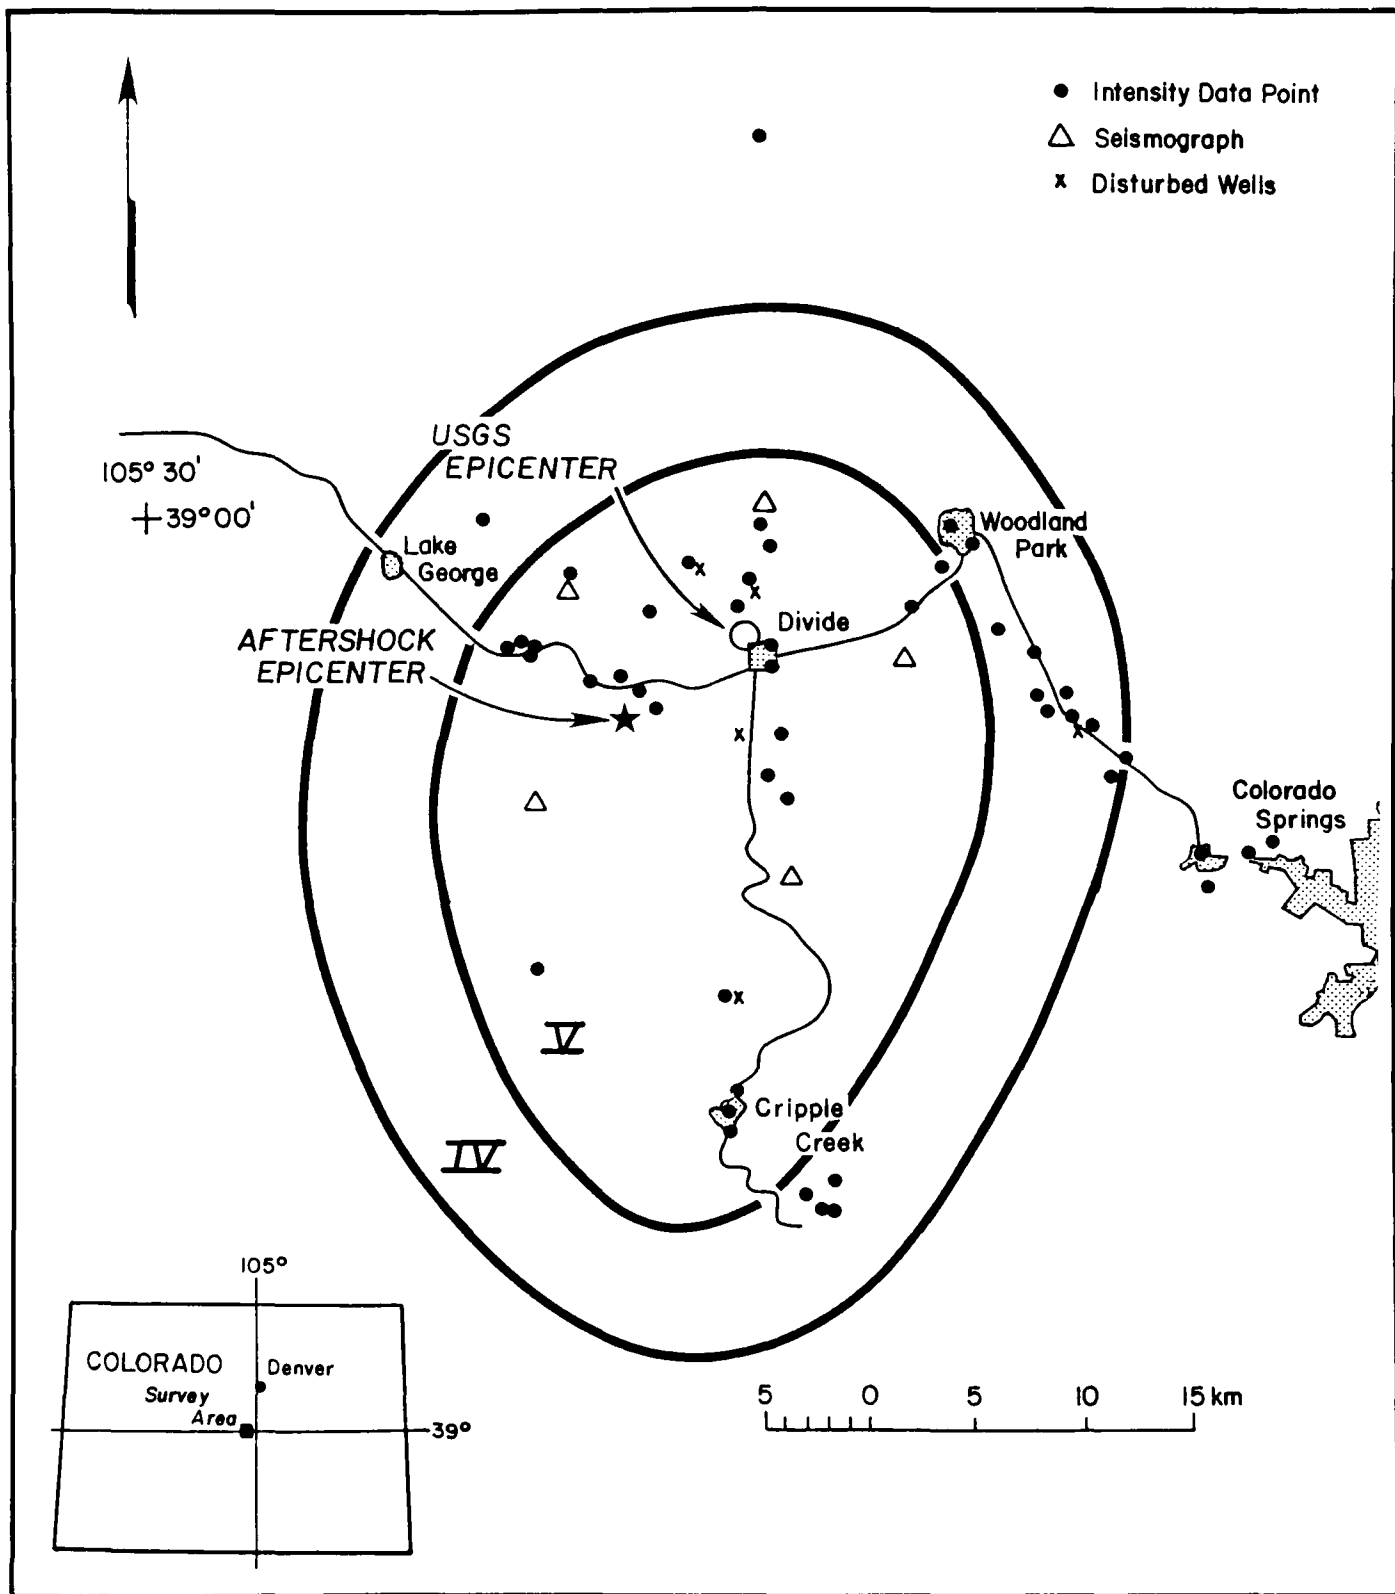 Intensity Data Point
Seismograph
x Disturbed Wells
USGS
EPICENTER
105° 30'
39°00'
Lake
George
Woodland
Park
Divide
AFTERSHOCK
EPICENTER
Colorado
Springs
V
Cripple
Creek
IV
105°
COLORADO
Denver
Survey
Area
39°
5 0 5 10 15 km